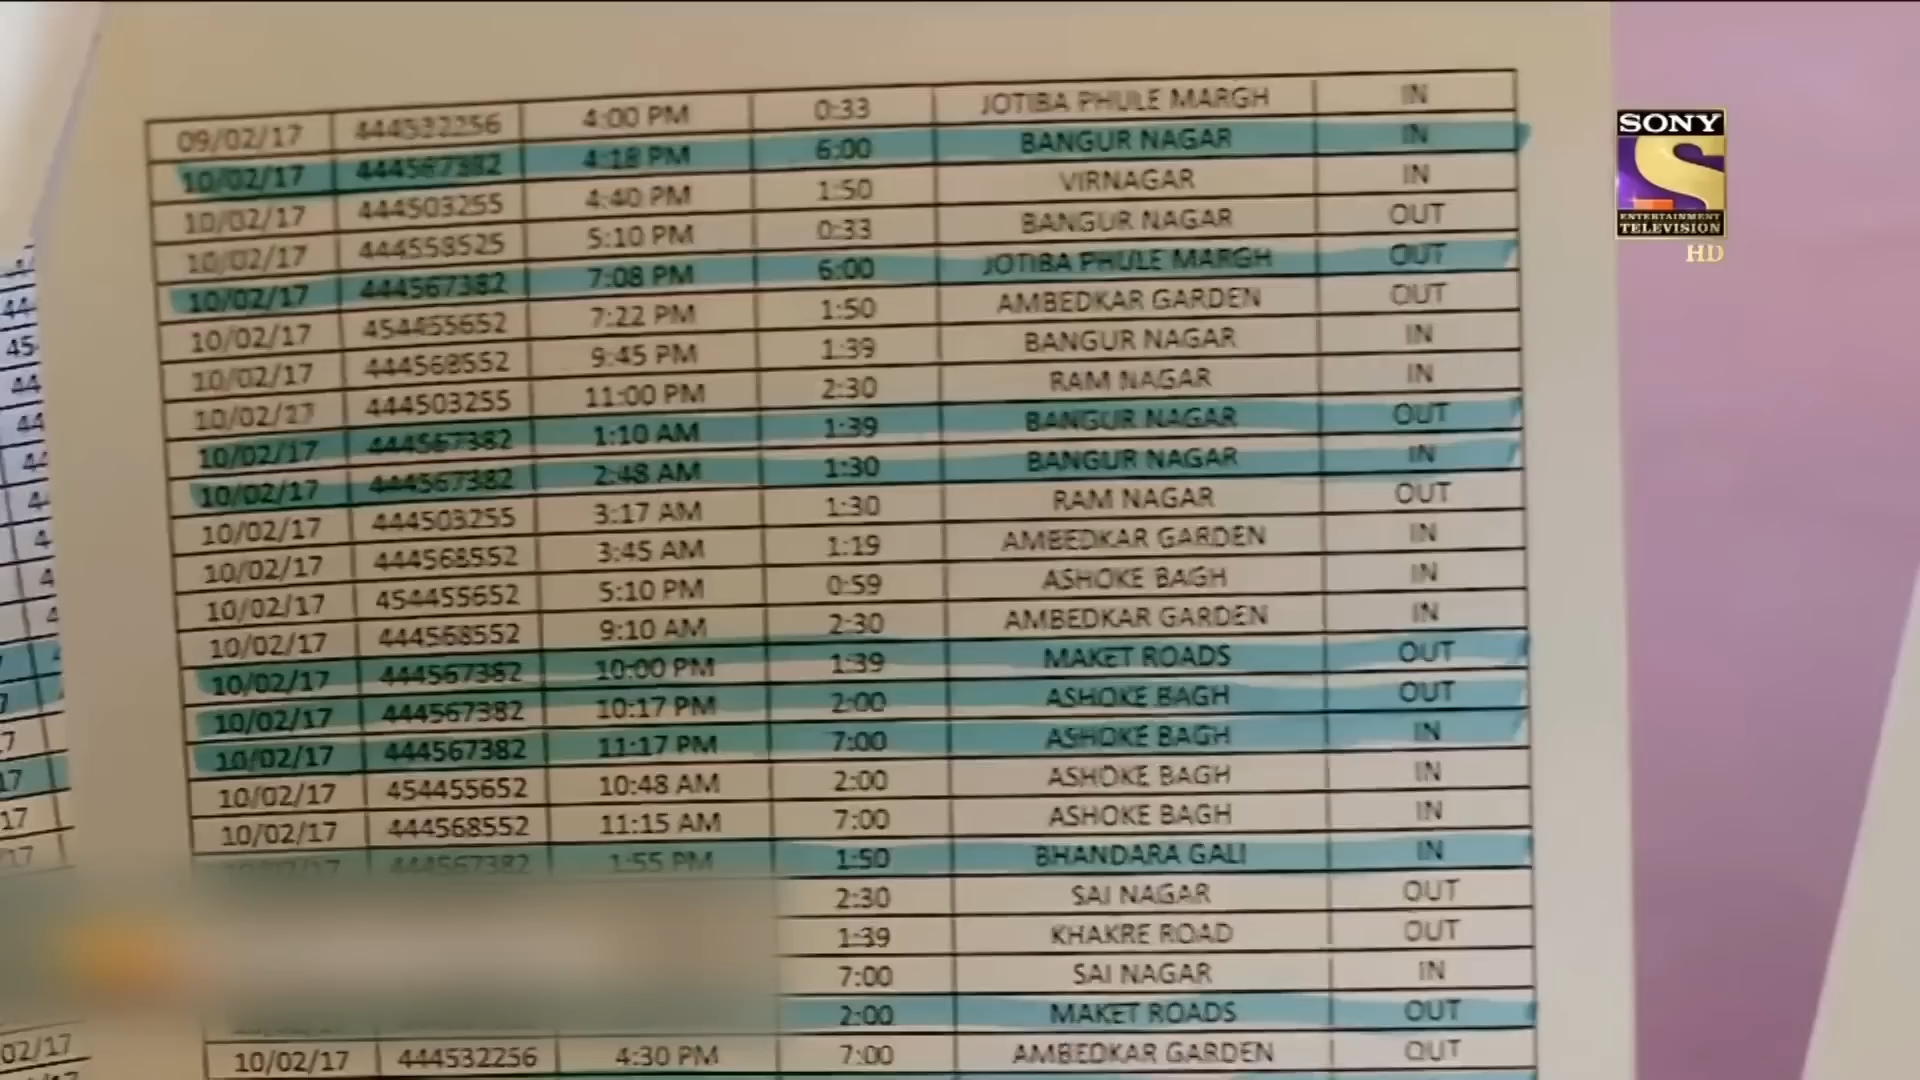 09/02/17 444532256 4:00 PM 0:33 JOTIBA PHULE MARGH IN
10/02/17 444567382 4:18 PM 6:00 BANGUR NAGAR IN
10/02/17 444503255 4:40 PM 1:50 VIRNAGAR IN
10/02/17 444558525 5:10 PM 0:33 BANGUR NAGAR OUT
10/02/17 444567382 7:08 PM 6:00 JOTIBA PHULE MARGH OUT
10/02/17 454455652 7:22 PM 1:50 AMBEDKAR GARDEN OUT
10/02/17 444568552 9:45 PM 1:39 BANGUR NAGAR IN
10/02/17 444503255 11:00 PM 2:30 RAM NAGAR IN
10/02/17 444567382 1:10 AM 1:39 BANGUR NAGAR OUT
10/02/17 444567382 2:48 AM 1:30 BANGUR NAGAR IN
10/02/17 444503255 3:17 AM 1:30 RAM NAGAR OUT
10/02/17 444568552 3:45 AM 1:19 AMBEDKAR GARDEN IN
10/02/17 454455652 5:10 PM 0:59 ASHOKE BAGH IN
10/02/17 444568552 9:10 AM 2:30 AMBEDKAR GARDEN IN
10/02/17 444567382 10:00 PM 1:39 MAKET ROADS OUT
10/02/17 444567382 10:17 PM 2:00 ASHOKE BAGH OUT
10/02/17 444567382 11:17 PM 7:00 ASHOKE BAGH IN
10/02/17 454455652 10:48 AM 2:00 ASHOKE BAGH IN
10/02/17 444568552 11:15 AM 7:00 ASHOKE BAGH IN
10/02/17 444567382 1:55 PM 1:50 BHANDARA GALI IN
2:30 SAI NAGAR OUT
1:39 KHAKRE ROAD OUT
7:00 SAI NAGAR IN
2:00 MAKET ROADS OUT
10/02/17 444532256 4:30 PM 7:00 AMBEDKAR GARDEN OUT
SONY
ENTERTAINMENT
TELEVISION
HD